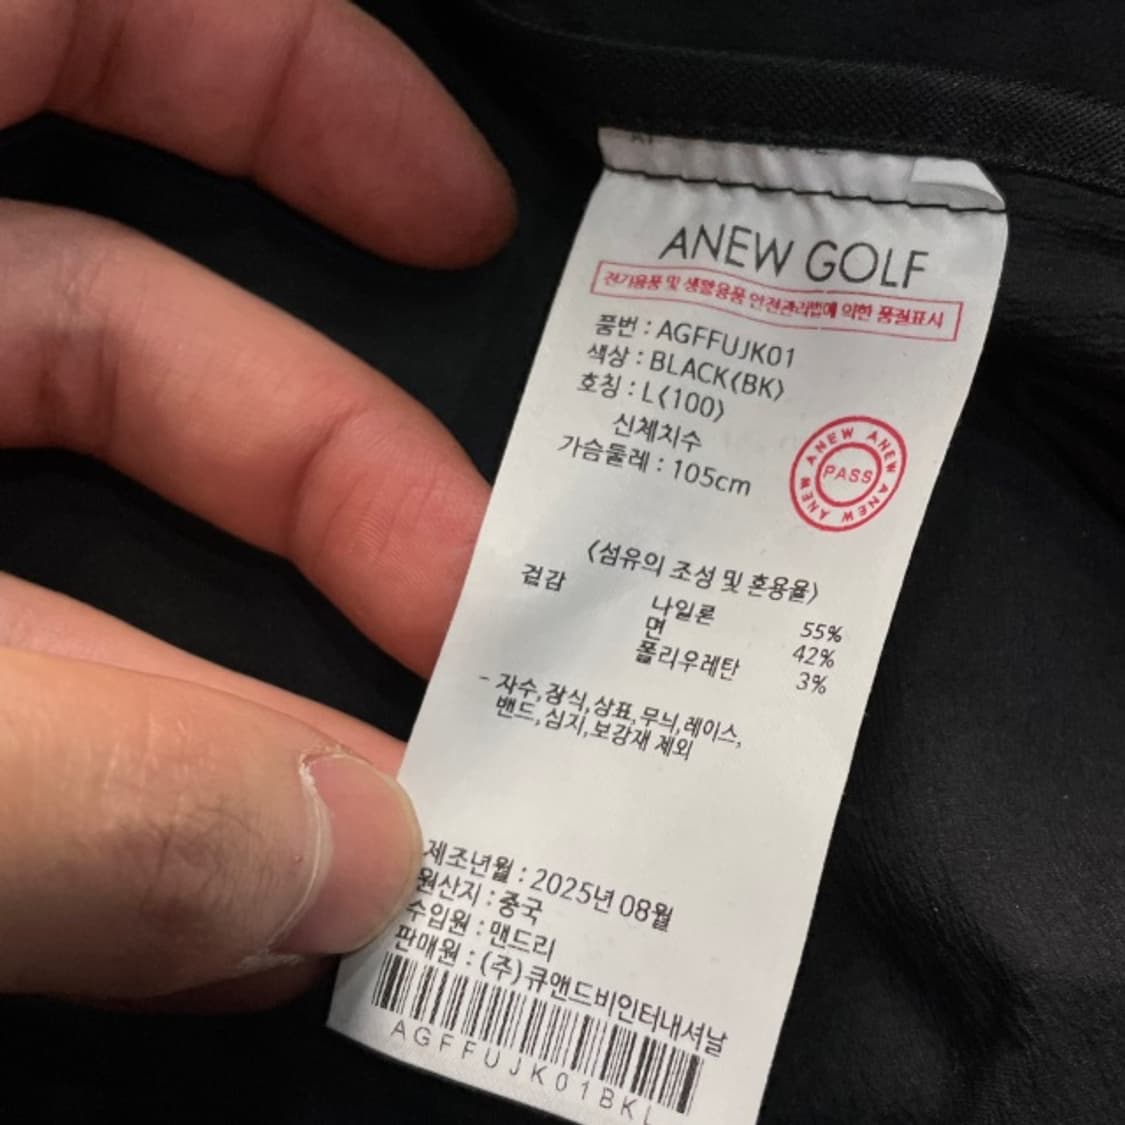 ANEW GOLF
전기용품 및 생활용품 안전관리법에 의한 품질표시
품번 : AGFFUJK01
색상 : BLACK(BK)
호칭 : L(100)
신체치수
가슴둘레 : 105cm
ANEW ANEW ANEW ANEW
PASS
<섬유의 조성 및 혼용율>
겉감
나일론 55%
면 42%
폴리우레탄 3%
- 자수,장식,상표,무늬,레이스,
밴드,심지,보강재 제외
제조년월 : 2025년 08월
원산지 : 중국
수입원 : 맨드리
판매원 : (주)큐앤드비인터내셔날
AGFFUJK01BKL